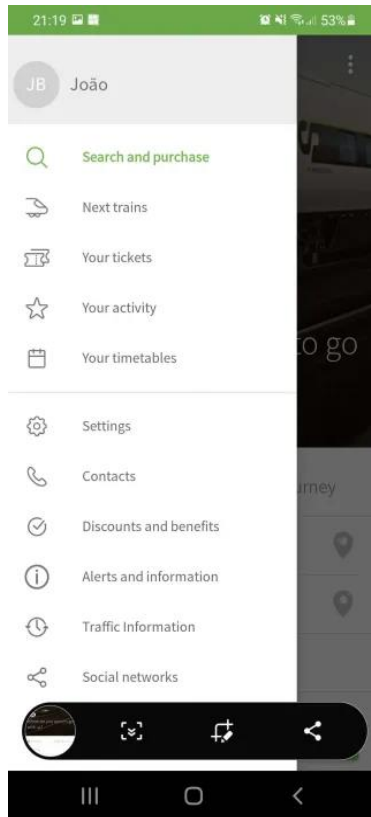 21:19
53%
JB
João
Search and purchase
Next trains
Your tickets
Your activity
Your timetables
to go
Settings
Contacts
urney
Discounts and benefits
Alerts and information
Traffic Information
Social networks